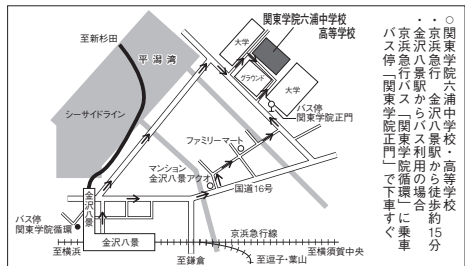 ○関東学院六浦中学校・高等学校
・京浜急行　金沢八景駅から徒歩約15分
・金沢八景駅からバス利用の場合
京浜急行バス「関東学院循環」に乗車
バス停「関東学院正門」で下車すぐ
関東学院六浦中学校
高等学校
至新杉田
平潟湾
大学
グラウンド
大学
シーサイドライン
バス停
関東学院正門
ファミリーマート
マンション
金沢八景アクオ
国道16号
金沢八景
バス停
関東学院循環
金沢八景
京浜急行線
至横浜
至鎌倉
至逗子・葉山
至横須賀中央